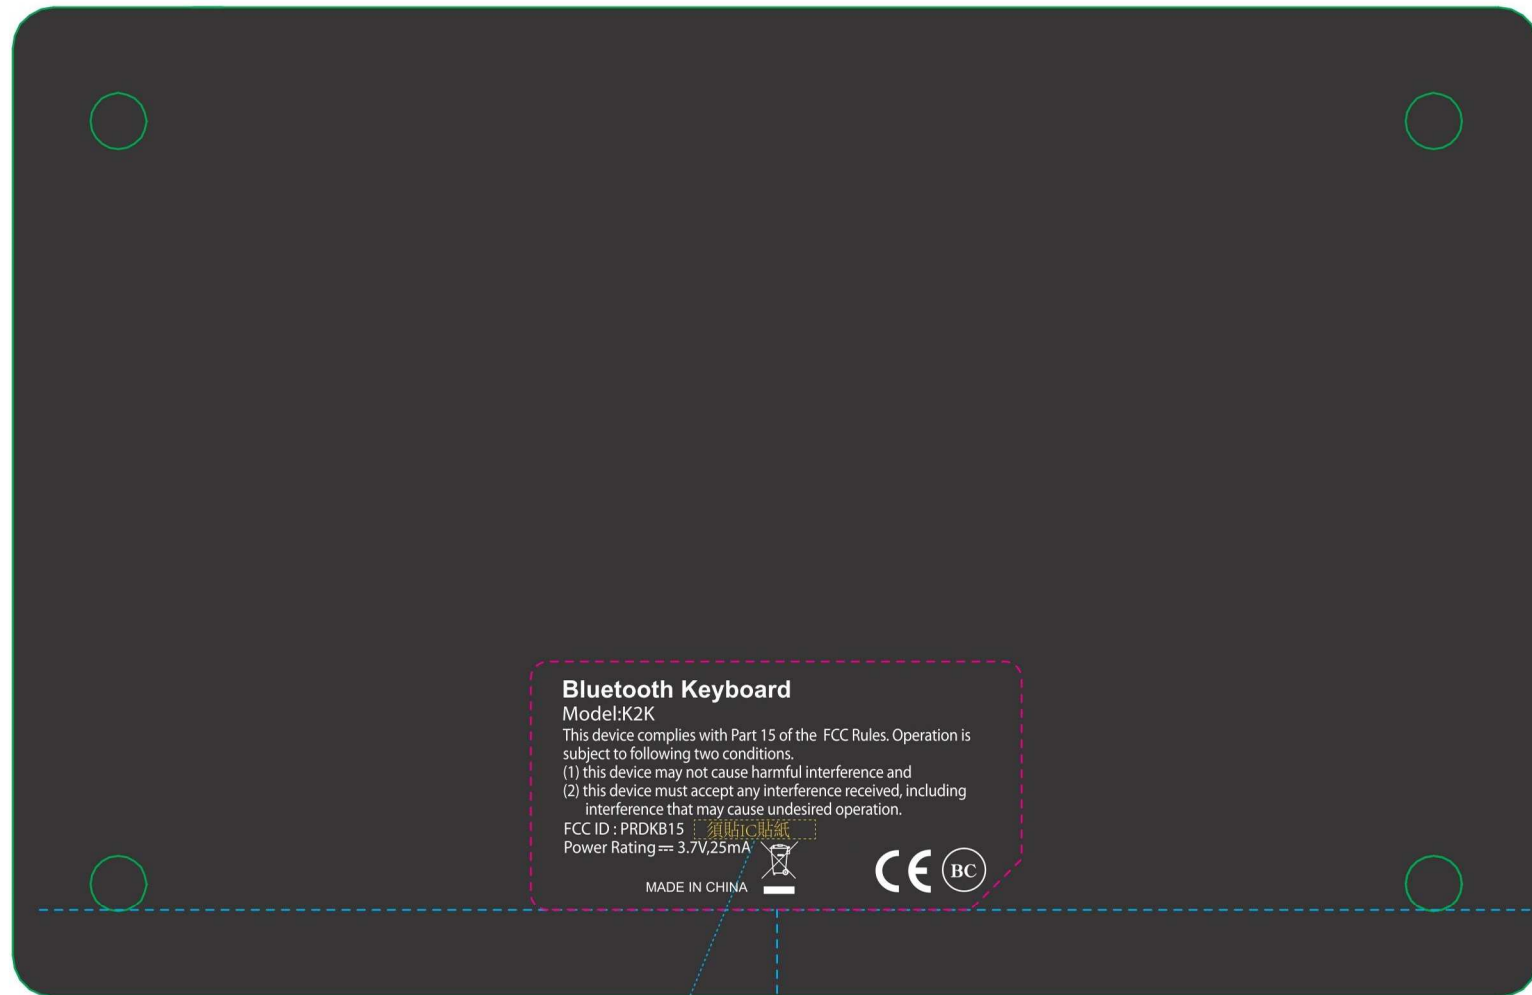 Bluetooth Keyboard
Model:K2K
This device complies with Part 15 of the FCC Rules. Operation is
subject to following two conditions.
(1) this device may not cause harmful interference and
(2) this device must accept any interference received, including
interference that may cause undesired operation.
FCC ID : PRDKB15 須貼IC貼紙
Power Rating ⎓ 3.7V,25mA
MADE IN CHINA
CE BC